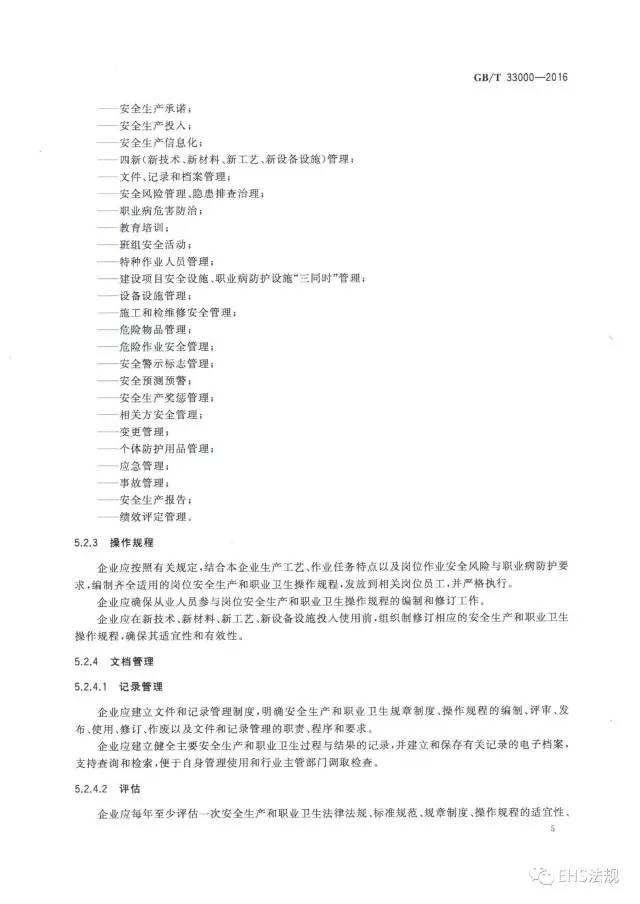 GB/T 33000—2016
——安全生产承诺;
——安全生产投入;
——安全生产信息化;
——四新(新技术、新材料、新工艺、新设备设施)管理;
——文件、记录和档案管理;
——安全风险管理、隐患排查治理;
——职业病危害防治;
——教育培训;
——班组安全活动;
——特种作业人员管理;
——建设项目安全设施、职业病防护设施“三同时”管理;
——设备设施管理;
——施工和检维修安全管理;
——危险物品管理;
——危险作业安全管理;
——安全警示标志管理;
——安全预测预警;
——安全生产奖惩管理;
——相关方安全管理;
——变更管理;
——个体防护用品管理;
——应急管理;
——事故管理;
——安全生产报告;
——绩效评定管理。
5.2.3 操作规程
企业应按照有关规定,结合本企业生产工艺、作业任务特点以及岗位作业安全风险与职业病防护要
求,编制齐全适用的岗位安全生产和职业卫生操作规程,发放到相关岗位员工,并严格执行。
企业应确保从业人员参与岗位安全生产和职业卫生操作规程的编制和修订工作。
企业应在新技术、新材料、新工艺、新设备设施投入使用前,组织制修订相应的安全生产和职业卫生
操作规程,确保其适宜性和有效性。
5.2.4 文档管理
5.2.4.1 记录管理
企业应建立文件和记录管理制度,明确安全生产和职业卫生规章制度、操作规程的编制、评审、发
布、使用、修订、作废以及文件和记录管理的职责、程序和要求。
企业应建立健全主要安全生产和职业卫生过程与结果的记录,并建立和保存有关记录的电子档案,
支持查询和检索,便于自身管理使用和行业主管部门调取检查。
5.2.4.2 评估
企业应每年至少评估一次安全生产和职业卫生法律法规、标准规范、规章制度、操作规程的适宜性、
5
EHS法规